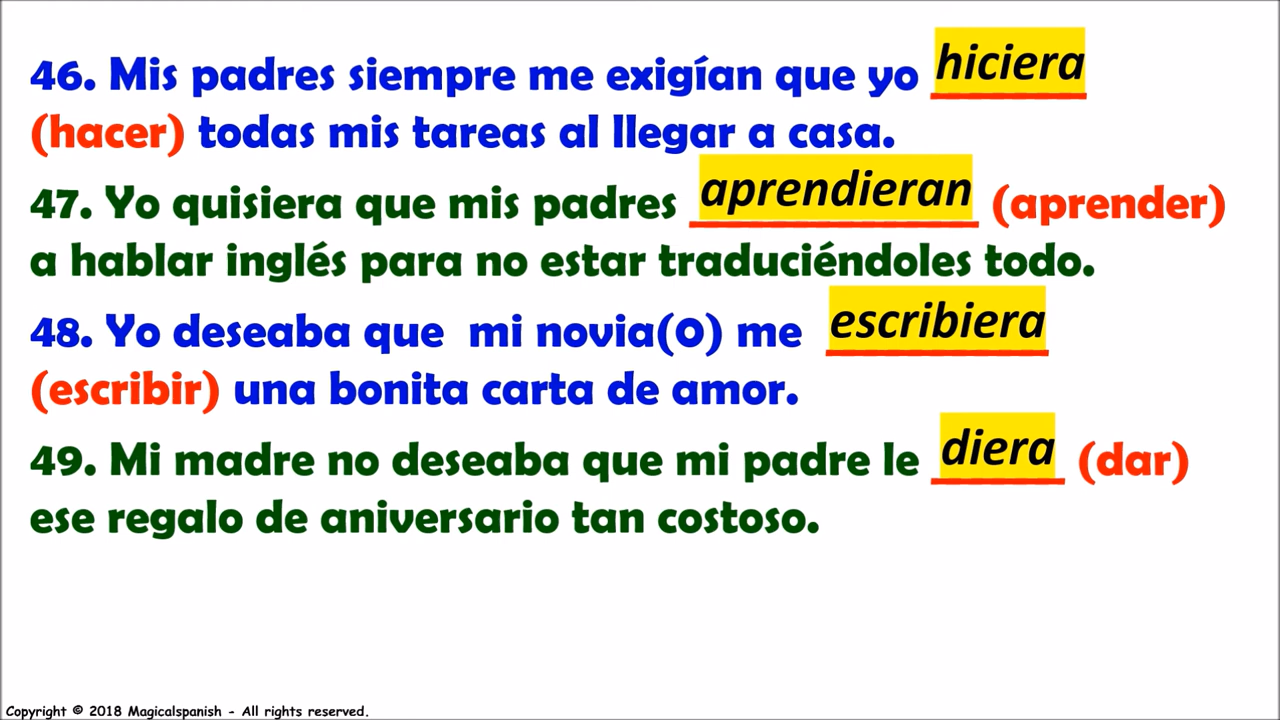 46. Mis padres siempre me exigían que yo hiciera
(hacer) todas mis tareas al llegar a casa.
47. Yo quisiera que mis padres aprendieran (aprender)
a hablar inglés para no estar traduciéndoles todo.
48. Yo deseaba que mi novia(O) me escribiera
(escribir) una bonita carta de amor.
49. Mi madre no deseaba que mi padre le diera (dar)
ese regalo de aniversario tan costoso.
Copyright © 2018 Magicalspanish - All rights reserved.